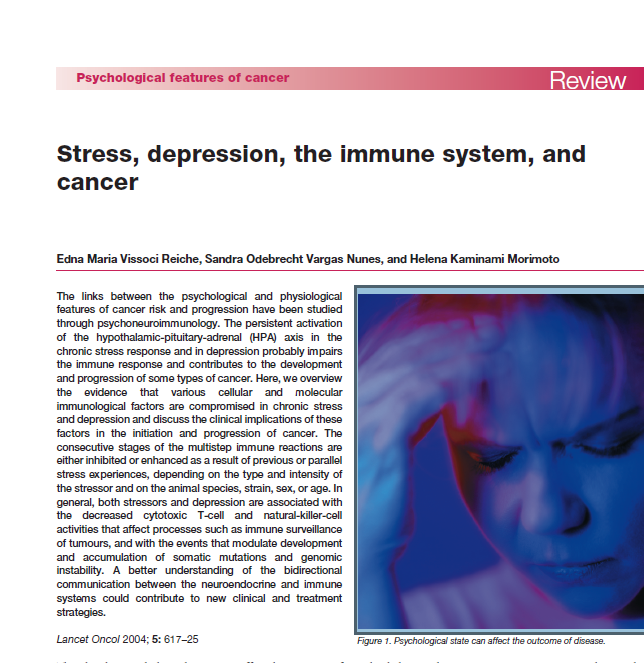 Psychological features of cancer
Review
Stress, depression, the immune system, and
cancer
Edna Maria Vissoci Reiche, Sandra Odebrecht Vargas Nunes, and Helena Kaminami Morimoto
The links between the psychological and physiological
features of cancer risk and progression have been studied
through psychoneuroimmunology. The persistent activation
of the hypothalamic-pituitary-adrenal (HPA) axis in the
chronic stress response and in depression probably impairs
the immune response and contributes to the development
and progression of some types of cancer. Here, we overview
the evidence that various cellular and molecular
immunological factors are compromised in chronic stress
and depression and discuss the clinical implications of these
factors in the initiation and progression of cancer. The
consecutive stages of the multistep immune reactions are
either inhibited or enhanced as a result of previous or parallel
stress experiences, depending on the type and intensity of
the stressor and on the animal species, strain, sex, or age. In
general, both stressors and depression are associated with
the decreased cytotoxic T-cell and natural-killer-cell
activities that affect processes such as immune surveillance
of tumours, and with the events that modulate development
and accumulation of somatic mutations and genomic
instability. A better understanding of the bidirectional
communication between the neuroendocrine and immune
systems could contribute to new clinical and treatment
strategies.
Lancet Oncol 2004; 5: 617–25
Figure 1. Psychological state can affect the outcome of disease.